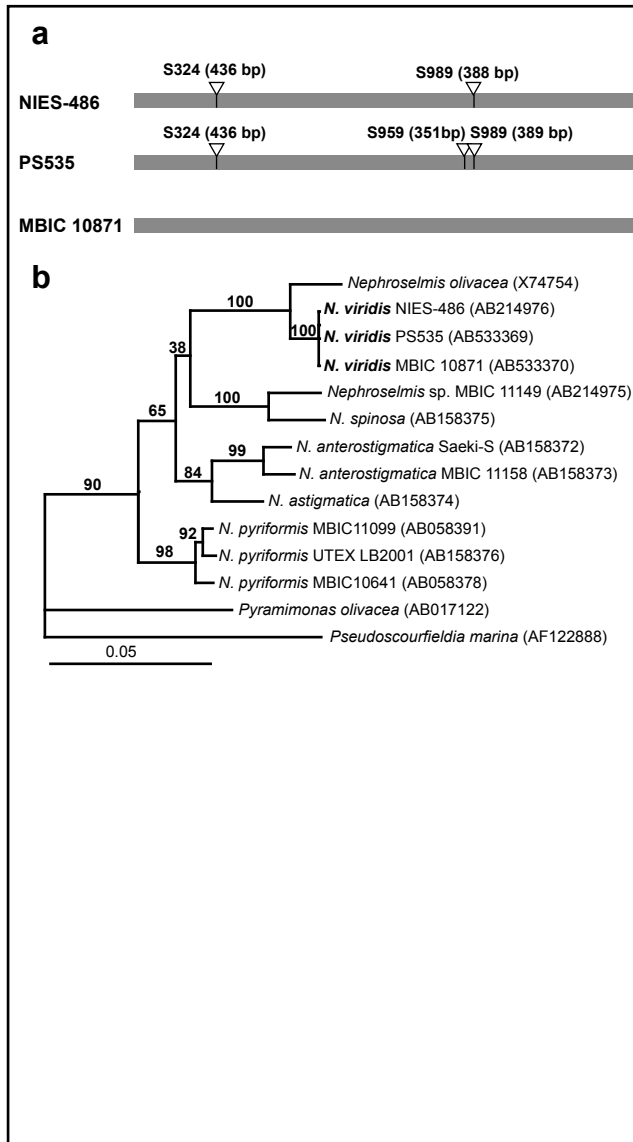 a
S324 (436 bp) S989 (388 bp)
NIES-486
S324 (436 bp) S959 (351bp) S989 (389 bp)
PS535
MBIC 10871
b
Nephroselmis olivacea (X74754)
100
N. viridis NIES-486 (AB214976)
100 N. viridis PS535 (AB533369)
38
N. viridis MBIC 10871 (AB533370)
Nephroselmis sp. MBIC 11149 (AB214975)
100
65
N. spinosa (AB158375)
99 N. anterostigmatica Saeki-S (AB158372)
84 N. anterostigmatica MBIC 11158 (AB158373)
90
N. astigmatica (AB158374)
N. pyriformis MBIC11099 (AB058391)
92
98 N. pyriformis UTEX LB2001 (AB158376)
N. pyriformis MBIC10641 (AB058378)
Pyramimonas olivacea (AB017122)
Pseudoscourfieldia marina (AF122888)
0.05